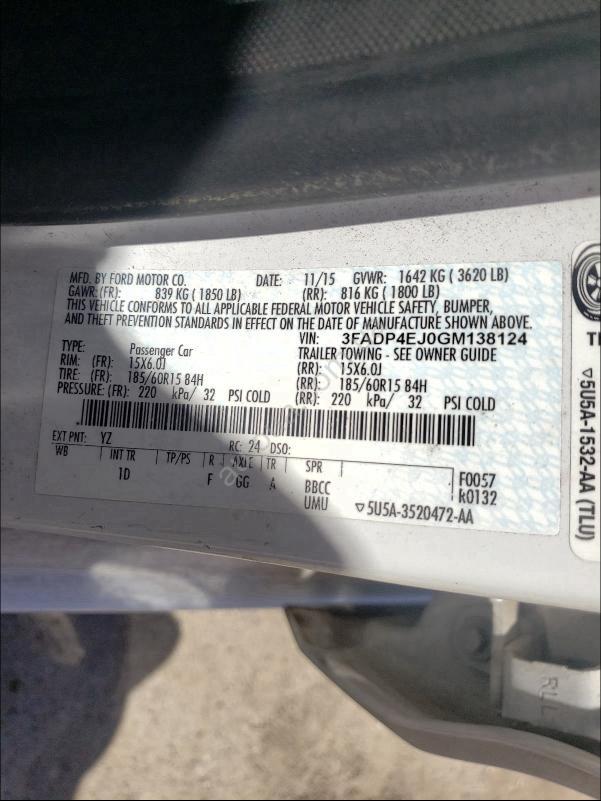 MFD. BY FORD MOTOR CO. DATE: 11/15 GVWR: 1642 KG ( 3620 LB)
GAWR: (FR): 839 KG ( 1850 LB) (RR): 816 KG ( 1800 LB)
THIS VEHICLE CONFORMS TO ALL APPLICABLE FEDERAL MOTOR VEHICLE SAFETY, BUMPER,
AND THEFT PREVENTION STANDARDS IN EFFECT ON THE DATE OF MANUFACTURE SHOWN ABOVE.
VIN: 3FADP4EJ0GM138124
TYPE: Passenger Car TRAILER TOWING - SEE OWNER GUIDE
RIM: (FR): 15X6.0J (RR): 15X6.0J
TIRE: (FR): 185/60R15 84H (RR): 185/60R15 84H
PRESSURE: (FR): 220 kPa/ 32 PSI COLD (RR): 220 kPa/ 32 PSI COLD
EXT PNT: YZ RC: 24 DSO:
WB INT TR TP/PS R AXLE TR SPR
1D F GG A BBCC F0057
UMU R0132
▽5U5A-3520472-AA
▽5U5A-1532-AA (TLU)
RLL